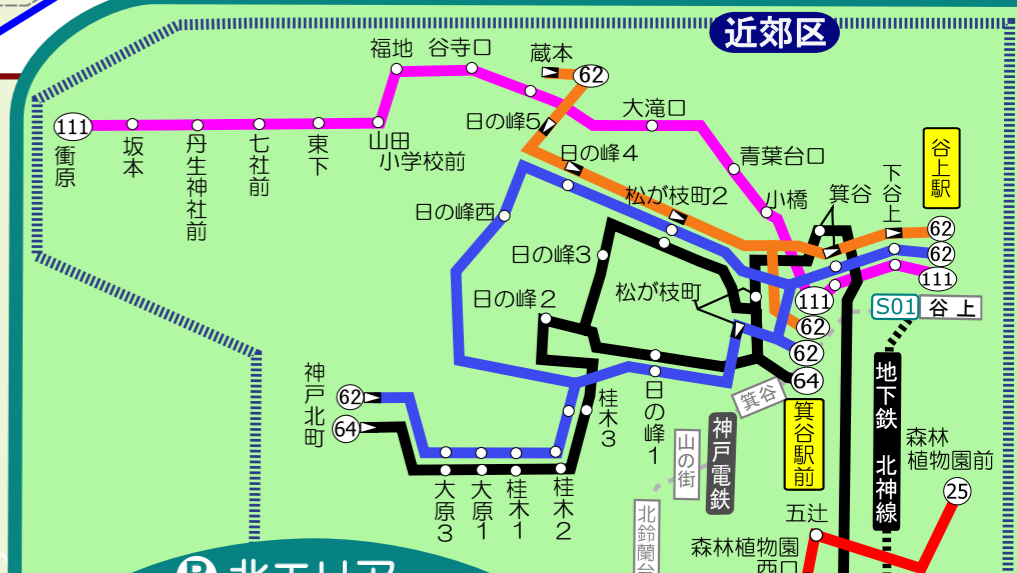 近郊区
福地
谷寺口
蔵本
62
111
衝原
坂本
丹生神社前
七社前
東下
山田
小学校前
日の峰5
大滝口
日の峰4
青葉台口
松が枝町2
小橋
箕谷
下谷上
谷上駅
62
62
111
日の峰西
日の峰3
日の峰2
松が枝町
111
62
62
64
S01
谷上
神戸北町
62
64
桂木3
日の峰1
箕谷
箕谷駅前
地下鉄 北神線
神戸電鉄
山の街
北鈴蘭台
大原3
大原1
桂木1
桂木2
森林
植物園前
25
五辻
森林植物園
西口
B 北エリア